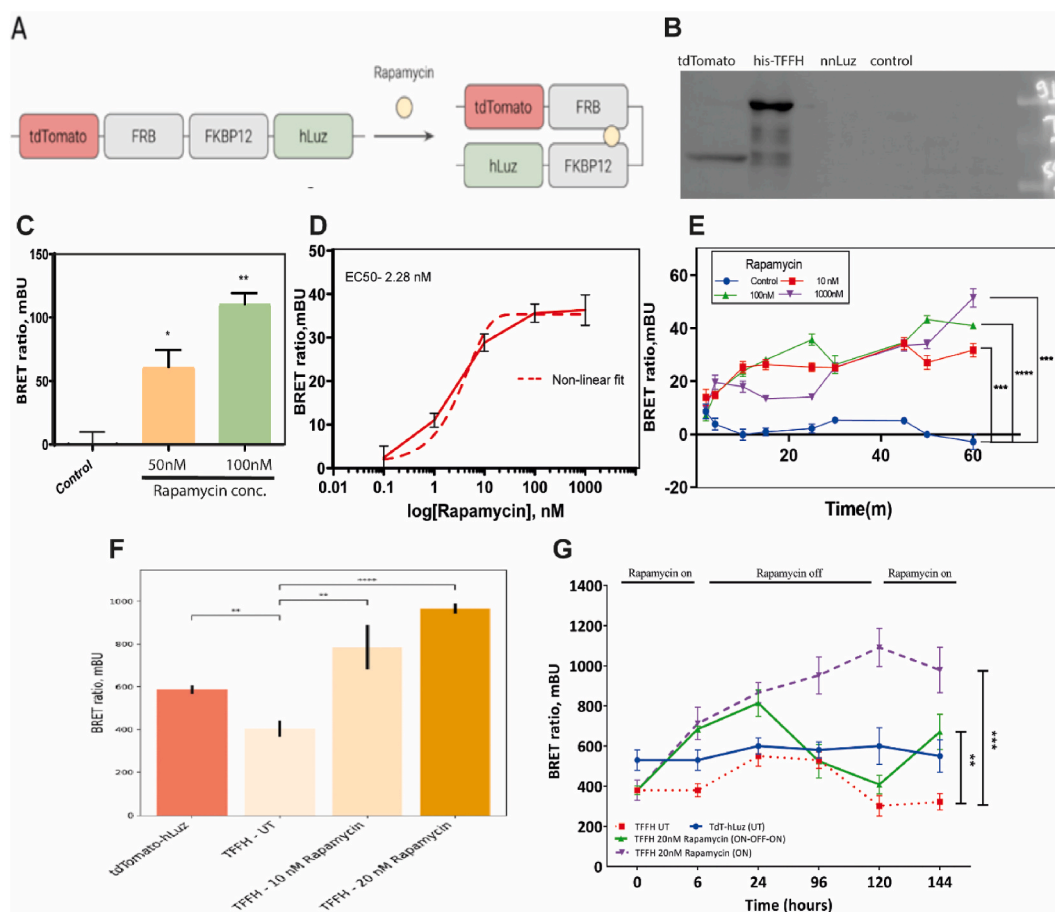 A
Rapamycin
tdTomato
FRB
FKBP12
hLuz
tdTomato
FRB
hLuz
FKBP12
B
tdTomato his-TFFH nnLuz control
C
BRET ratio, mBU
150
100
50
0
*
**
Control
50nM
100nM
Rapamycin conc.
D
BRET ratio,mBU
50
40
30
20
10
0
EC50- 2.28 nM
Non-linear fit
0.01 0.1 1 10 100 1000
log[Rapamycin], nM
E
BRET ratio,mBU
60
40
20
0
-20
Rapamycin
Control
10 nM
100nM
1000nM
20 40 60
Time(m)
***
****
F
BRET ratio, mBU
1000
800
600
400
200
0
**
**
****
tdTomato-hLuz
TFFH - UT
TFFH - 10 nM Rapamycin
TFFH - 20 nM Rapamycin
G
Rapamycin on
Rapamycin off
Rapamycin on
BRET ratio, mBU
1400
1200
1000
800
600
400
200
0
TFFH UT
TdT-hLuz (UT)
TFFH 20nM Rapamycin (ON-OFF-ON)
TFFH 20nM Rapamycin (ON)
0 6 24 96 120 144
Time (hours)
**
***